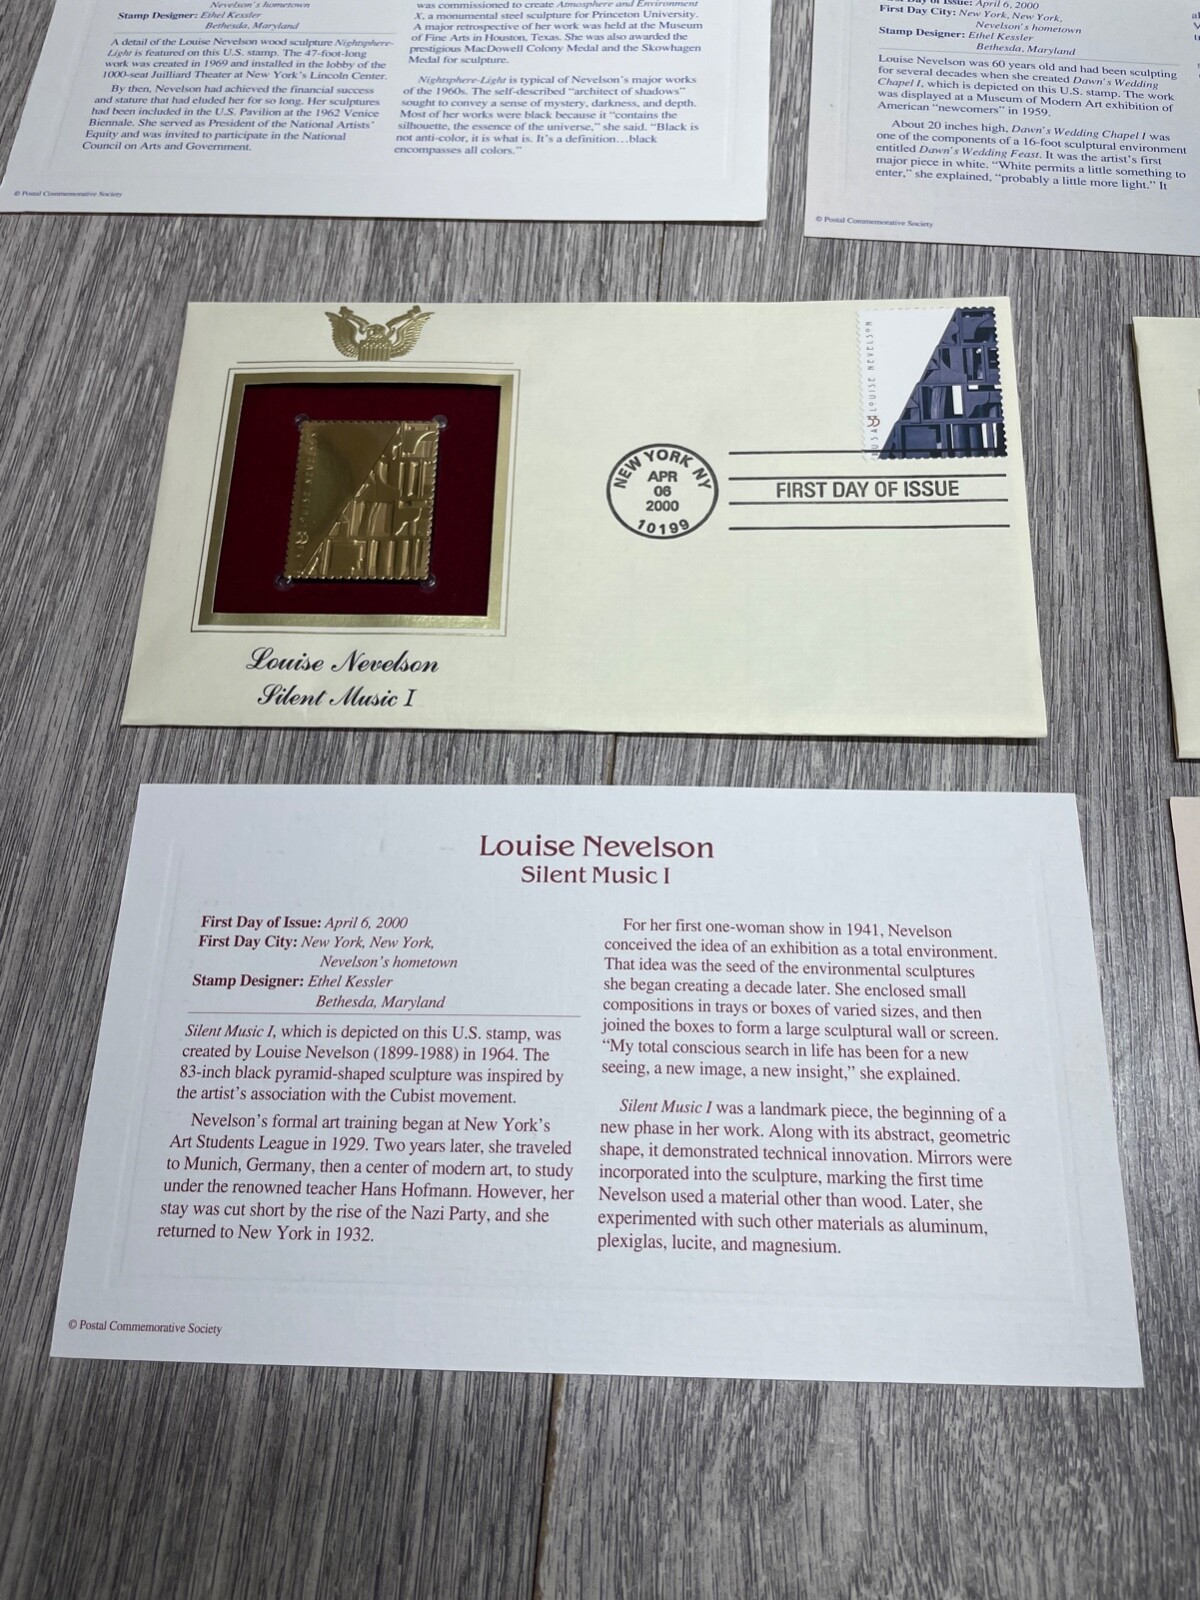 Nevelson's hometown
Stamp Designer: Ethel Kessler
Bethesda, Maryland
A detail of the Louise Nevelson wood sculpture Nightsphere-
Light is featured on this U.S. stamp. The 47-foot-long
work was created in 1969 and installed in the lobby of the
1000-seat Juilliard Theater at New York's Lincoln Center.
By then, Nevelson had achieved the financial success
and stature that had eluded her for so long. Her sculptures
had been included in the U.S. Pavilion at the 1962 Venice
Biennale. She served as President of the National Artists'
Equity and was invited to participate in the National
Council on Arts and Government.
was commissioned to create Atmosphere and Environment
X, a monumental steel sculpture for Princeton University.
A major retrospective of her work was held at the Museum
of Fine Arts in Houston, Texas. She was also awarded the
prestigious MacDowell Colony Medal and the Skowhagen
Medal for sculpture.
Nightsphere-Light is typical of Nevelson's major works
of the 1960s. The self-described "architect of shadows"
sought to convey a sense of mystery, darkness, and depth.
Most of her works were black because it "contains the
silhouette, the essence of the universe," she said. "Black is
not anti-color, it is what is. It's a definition...black
encompasses all colors."
© Postal Commemorative Society
First Day of Issue: April 6, 2000
First Day City: New York, New York,
Nevelson's hometown
Stamp Designer: Ethel Kessler
Bethesda, Maryland
Louise Nevelson was 60 years old and had been sculpting
for several decades when she created Dawn's Wedding
Chapel I, which is depicted on this U.S. stamp. The work
was displayed at a Museum of Modern Art exhibition of
American "newcomers" in 1959.
About 20 inches high, Dawn's Wedding Chapel I was
one of the components of a 16-foot sculptural environment
entitled Dawn's Wedding Feast. It was the artist's first
major piece in white. "White permits a little something to
enter," she explained, "probably a little more light." It
© Postal Commemorative Society
USA 33 LOUISE NEVELSON
NEW YORK NY
APR
06
2000
10199
FIRST DAY OF ISSUE
Louise Nevelson
Silent Music I
Louise Nevelson
Silent Music I
First Day of Issue: April 6, 2000
First Day City: New York, New York,
Nevelson's hometown
Stamp Designer: Ethel Kessler
Bethesda, Maryland
Silent Music I, which is depicted on this U.S. stamp, was
created by Louise Nevelson (1899-1988) in 1964. The
83-inch black pyramid-shaped sculpture was inspired by
the artist's association with the Cubist movement.
Nevelson's formal art training began at New York's
Art Students League in 1929. Two years later, she traveled
to Munich, Germany, then a center of modern art, to study
under the renowned teacher Hans Hofmann. However, her
stay was cut short by the rise of the Nazi Party, and she
returned to New York in 1932.
For her first one-woman show in 1941, Nevelson
conceived the idea of an exhibition as a total environment.
That idea was the seed of the environmental sculptures
she began creating a decade later. She enclosed small
compositions in trays or boxes of varied sizes, and then
joined the boxes to form a large sculptural wall or screen.
"My total conscious search in life has been for a new
seeing, a new image, a new insight," she explained.
Silent Music I was a landmark piece, the beginning of a
new phase in her work. Along with its abstract, geometric
shape, it demonstrated technical innovation. Mirrors were
incorporated into the sculpture, marking the first time
Nevelson used a material other than wood. Later, she
experimented with such other materials as aluminum,
plexiglas, lucite, and magnesium.
© Postal Commemorative Society